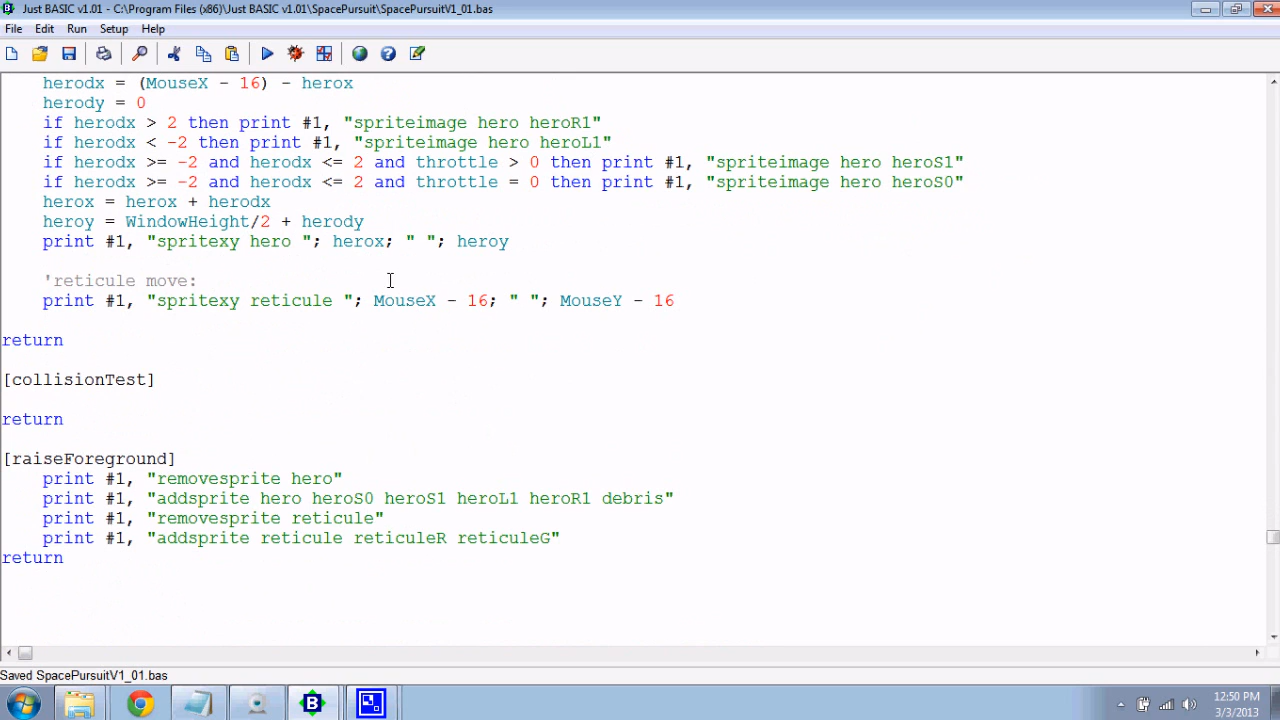 Just BASIC v1.01 - C:\Program Files (x86)\Just BASIC v1.01\SpacePursuit\SpacePursuitV1_01.bas
File Edit Run Setup Help
herodx = (MouseX - 16) - herox
herody = 0
if herodx > 2 then print #1, "spriteimage hero heroR1"
if herodx < -2 then print #1, "spriteimage hero heroL1"
if herodx >= -2 and herodx <= 2 and throttle > 0 then print #1, "spriteimage hero heroS1"
if herodx >= -2 and herodx <= 2 and throttle = 0 then print #1, "spriteimage hero heroS0"
herox = herox + herodx
heroy = WindowHeight/2 + herody
print #1, "spritexy hero "; herox; " "; heroy
'reticule move:
print #1, "spritexy reticule "; MouseX - 16; " "; MouseY - 16
return
[collisionTest]
return
[raiseForeground]
print #1, "removesprite hero"
print #1, "addsprite hero heroS0 heroS1 heroL1 heroR1 debris"
print #1, "removesprite reticule"
print #1, "addsprite reticule reticuleR reticuleG"
return
Saved SpacePursuitV1_01.bas
12:50 PM
3/3/2013